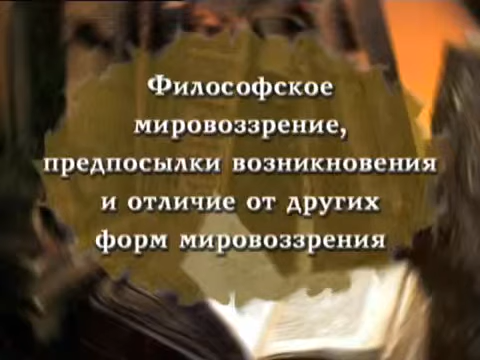 Философское
мировоззрение,
предпосылки возникновения
и отличие от других
форм мировоззрения